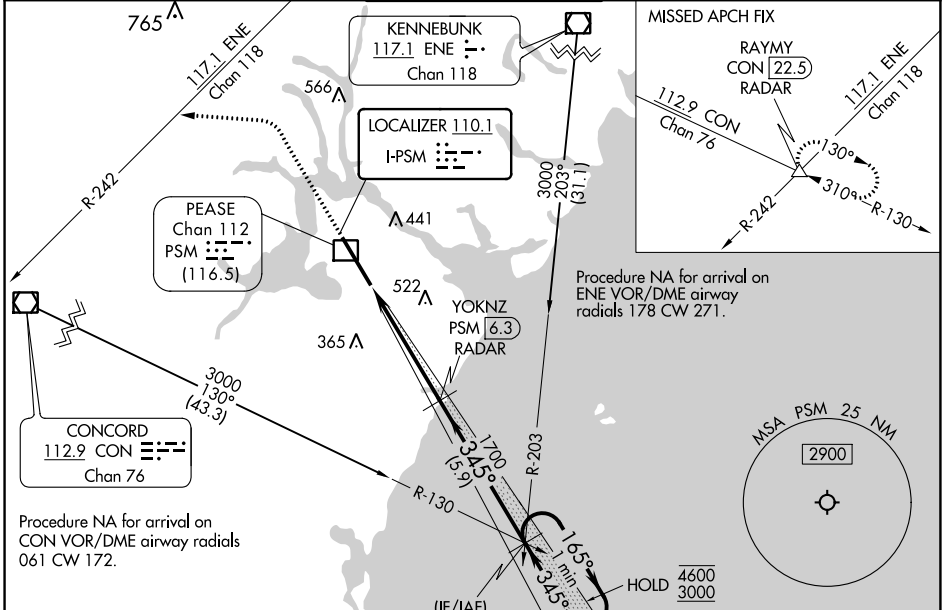 765
117.1 ENE
Chan 118
R-242
566
KENNEBUNK
117.1 ENE
Chan 118
LOCALIZER 110.1
I-PSM
3000
203°
(31.1)
PEASE
Chan 112
PSM
(116.5)
441
522
365
YOKNZ
PSM 6.3
RADAR
3000
130°
(43.3)
R-130
CONCORD
112.9 CON
Chan 76
Procedure NA for arrival on
CON VOR/DME airway radials
061 CW 172.
1700
345°
(5.9)
R-203
165°
1 min
345°
(IF/IAF)
HOLD 4600
3000
MISSED APCH FIX
RAYMY
CON 22.5
RADAR
117.1 ENE
Chan 118
112.9 CON
Chan 76
130°
310°
R-130
R-242
Procedure NA for arrival on
ENE VOR/DME airway
radials 178 CW 271.
MSA PSM 25 NM
2900